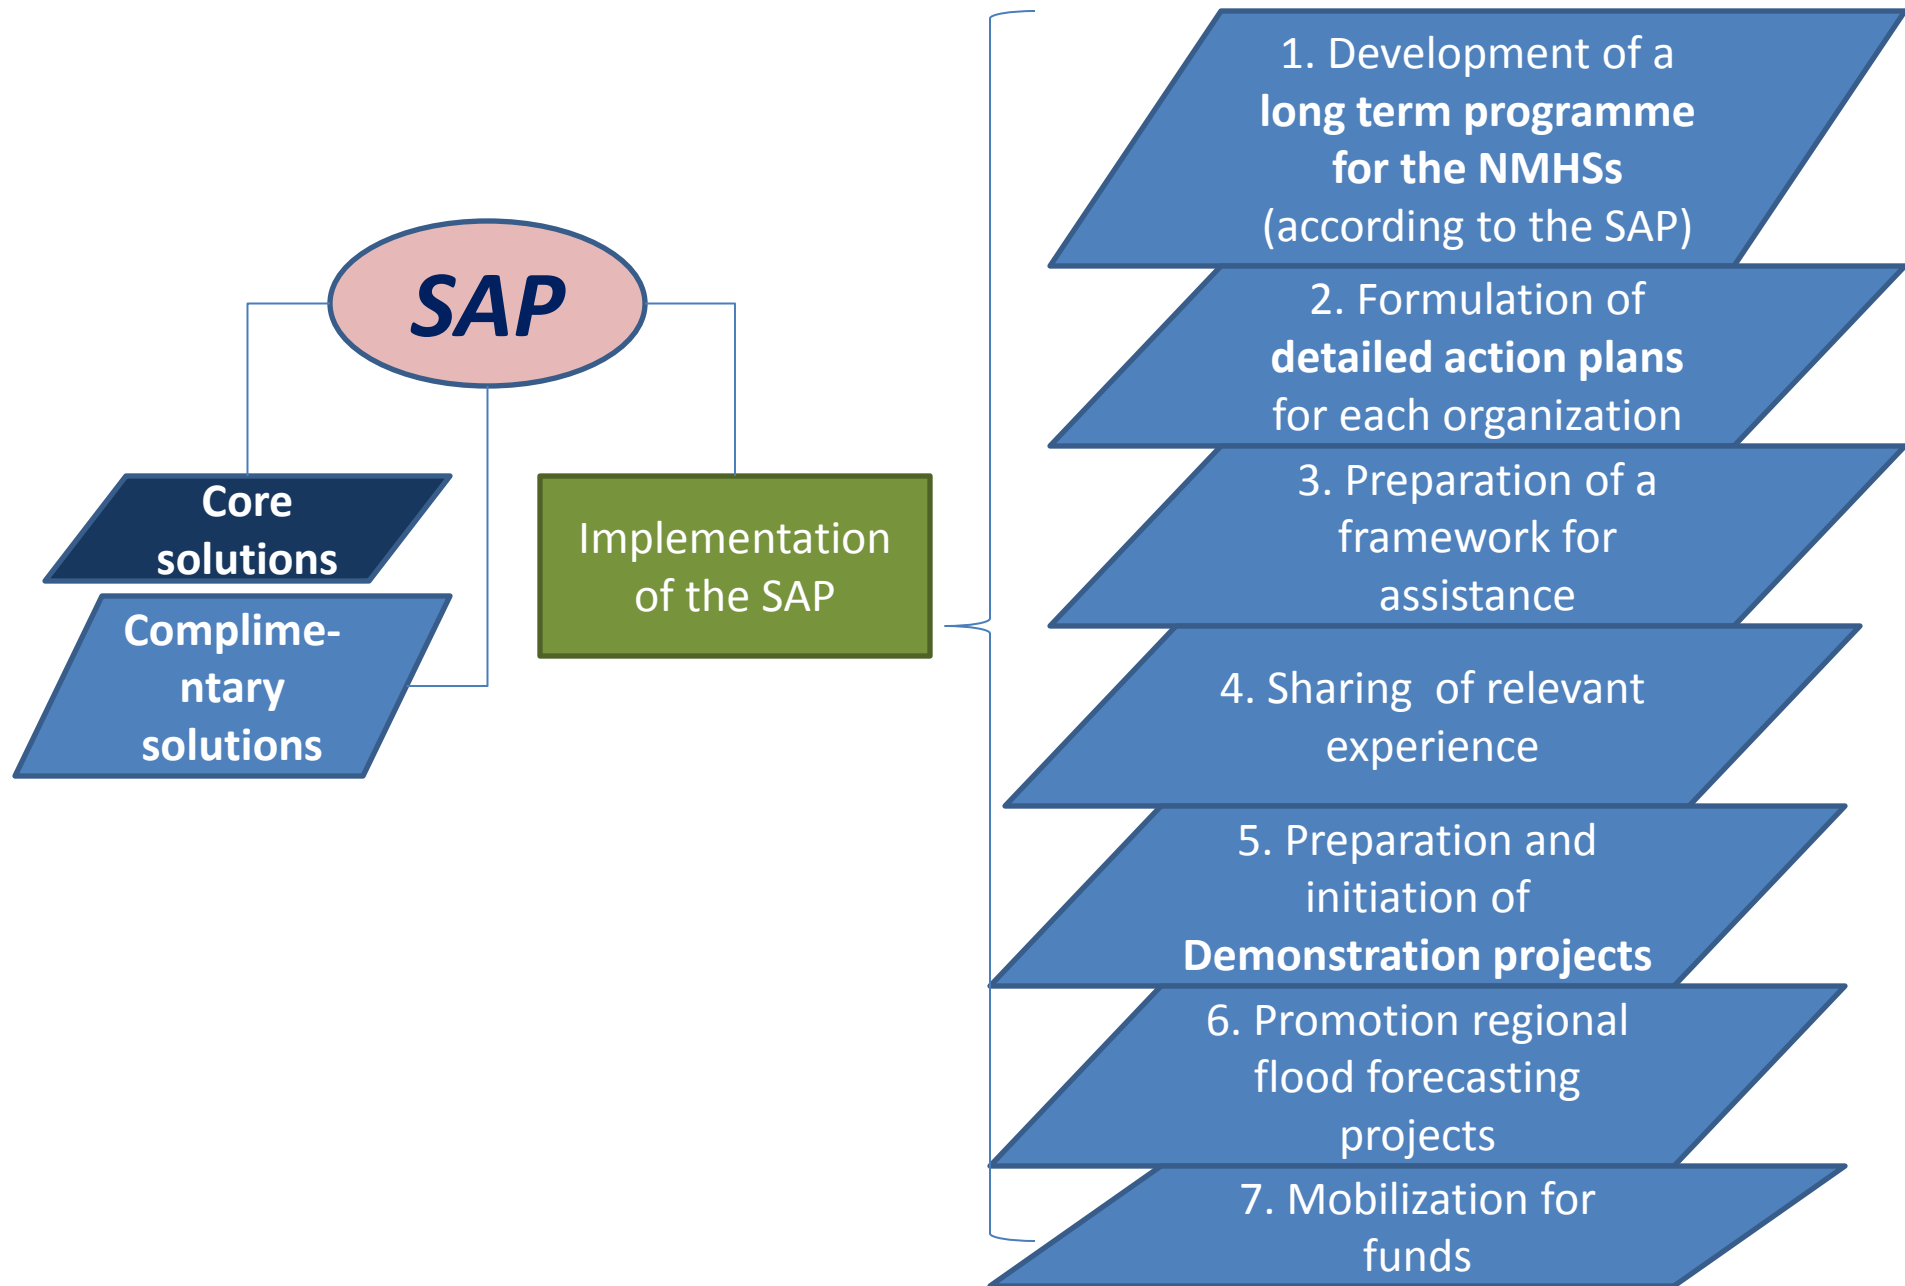 SAP
Core
solutions
Complime-
ntary
solutions
Implementation
of the SAP
1. Development of a
long term programme
for the NMHSs
(according to the SAP)
2. Formulation of
detailed action plans
for each organization
3. Preparation of a
framework for
assistance
4. Sharing  of relevant
experience
5. Preparation and
initiation of
Demonstration projects
6. Promotion regional
flood forecasting
projects
7. Mobilization for
funds